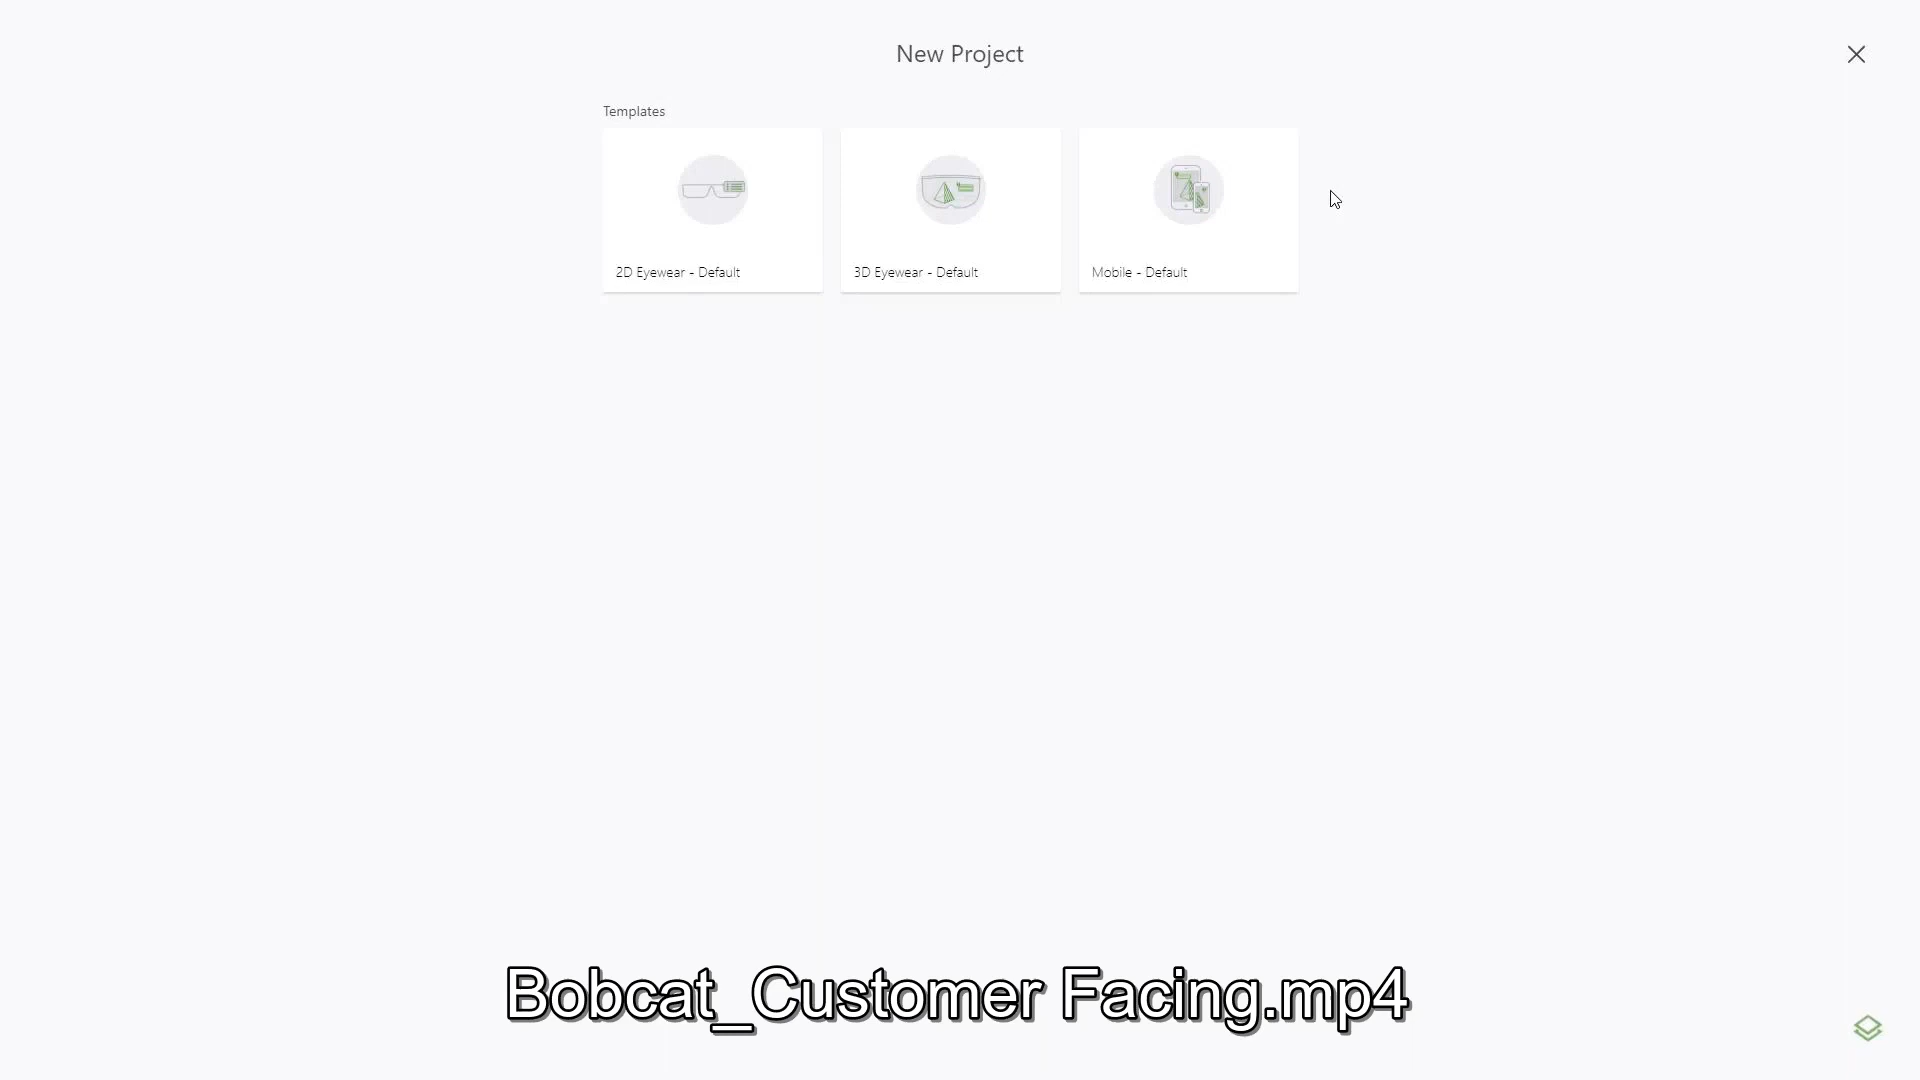 New Project
Templates
2D Eyewear - Default
3D Eyewear - Default
Mobile - Default
Bobcat_Customer Facing.mp4